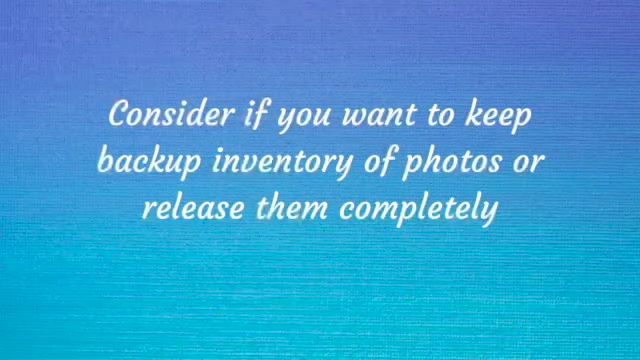 Consider if you want to keep
backup inventory of photos or
release them completely